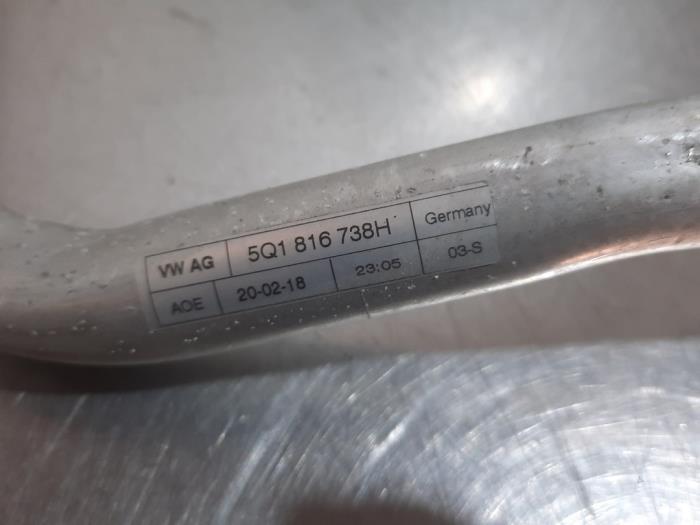 VW AG 5Q1 816 738H Germany
AOE 20-02-18 23:05 03-S